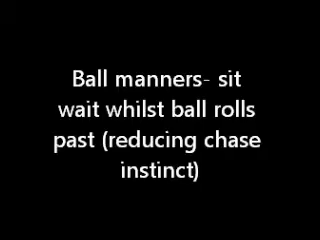 Ball manners- sit
wait whilst ball rolls
past (reducing chase
instinct)